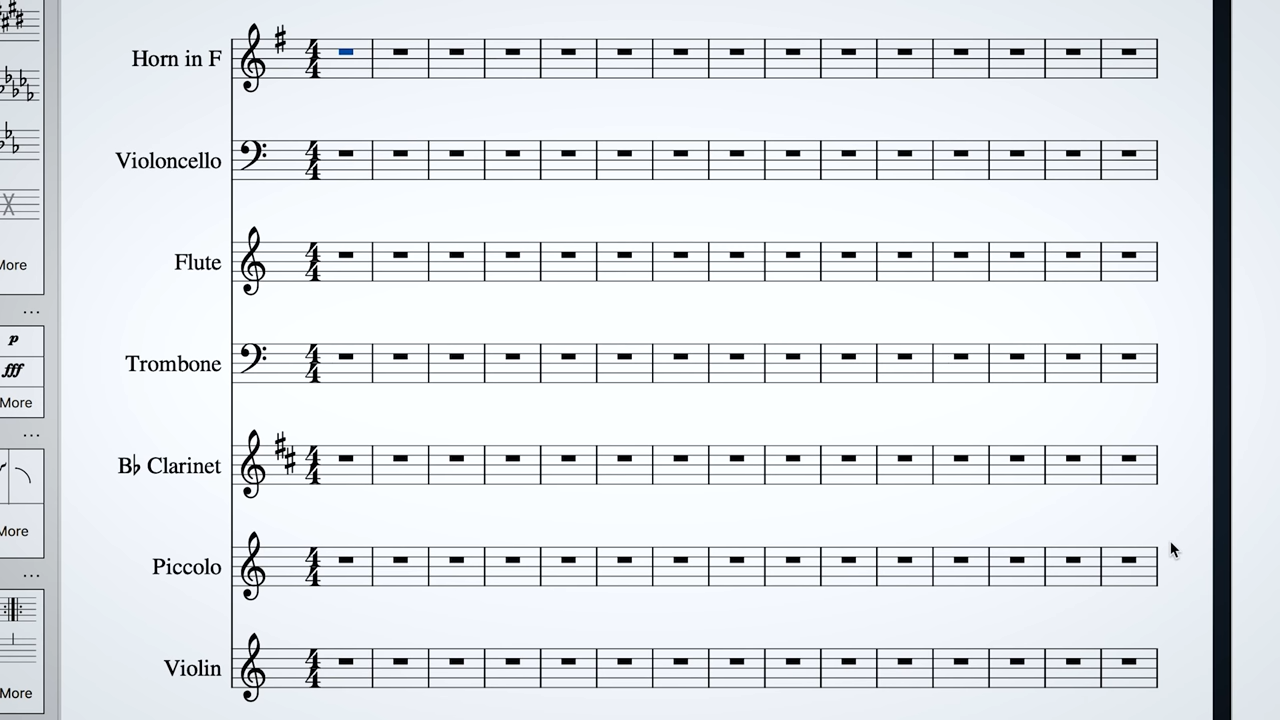 Horn in F
Violoncello
Flute
Trombone
B♭ Clarinet
Piccolo
Violin
More
p
fff
More
More
More